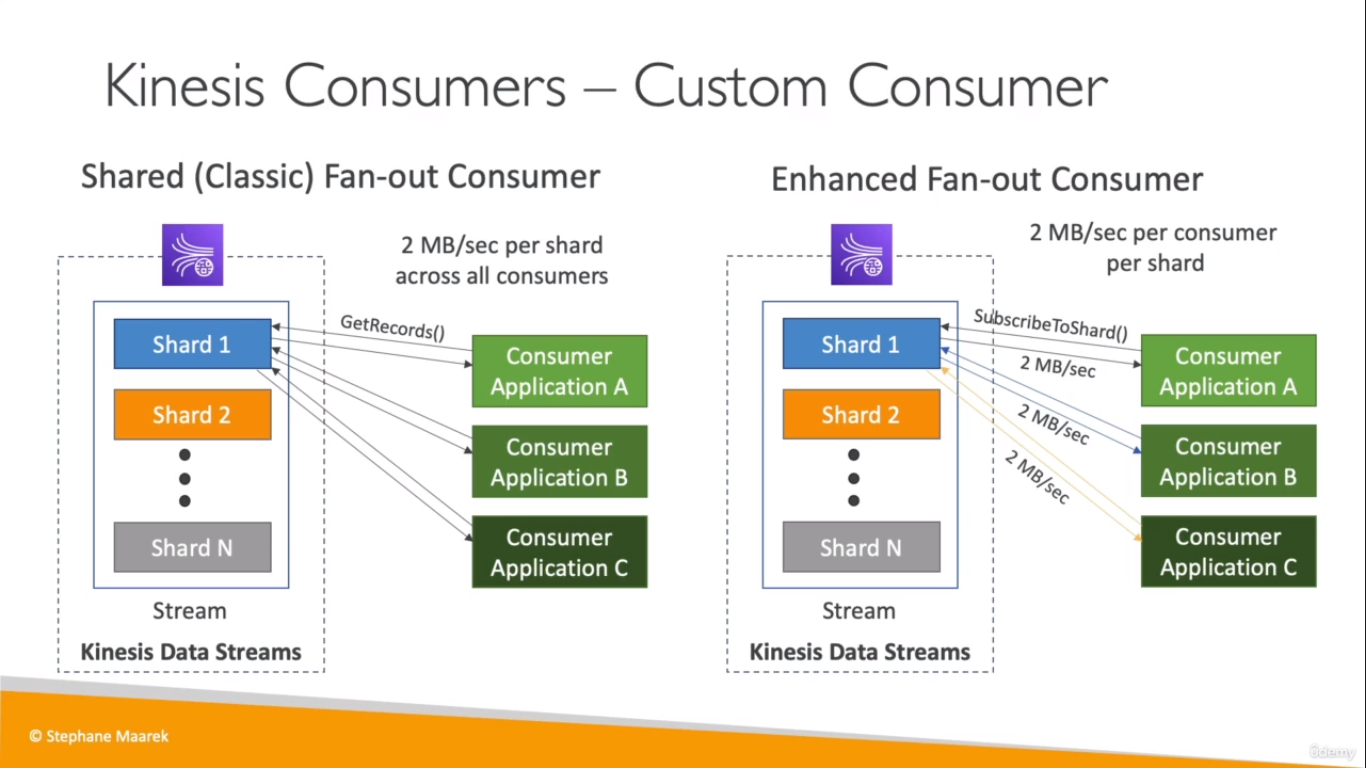 Kinesis Consumers – Custom Consumer
Shared (Classic) Fan-out Consumer
2 MB/sec per shard
across all consumers
GetRecords()
Shard 1
Shard 2
Shard N
Stream
Kinesis Data Streams
Consumer
Application A
Consumer
Application B
Consumer
Application C
Enhanced Fan-out Consumer
2 MB/sec per consumer
per shard
SubscribeToShard()
2 MB/sec
2 MB/sec
2 MB/sec
Shard 1
Shard 2
Shard N
Stream
Kinesis Data Streams
Consumer
Application A
Consumer
Application B
Consumer
Application C
© Stephane Maarek
ûdemy